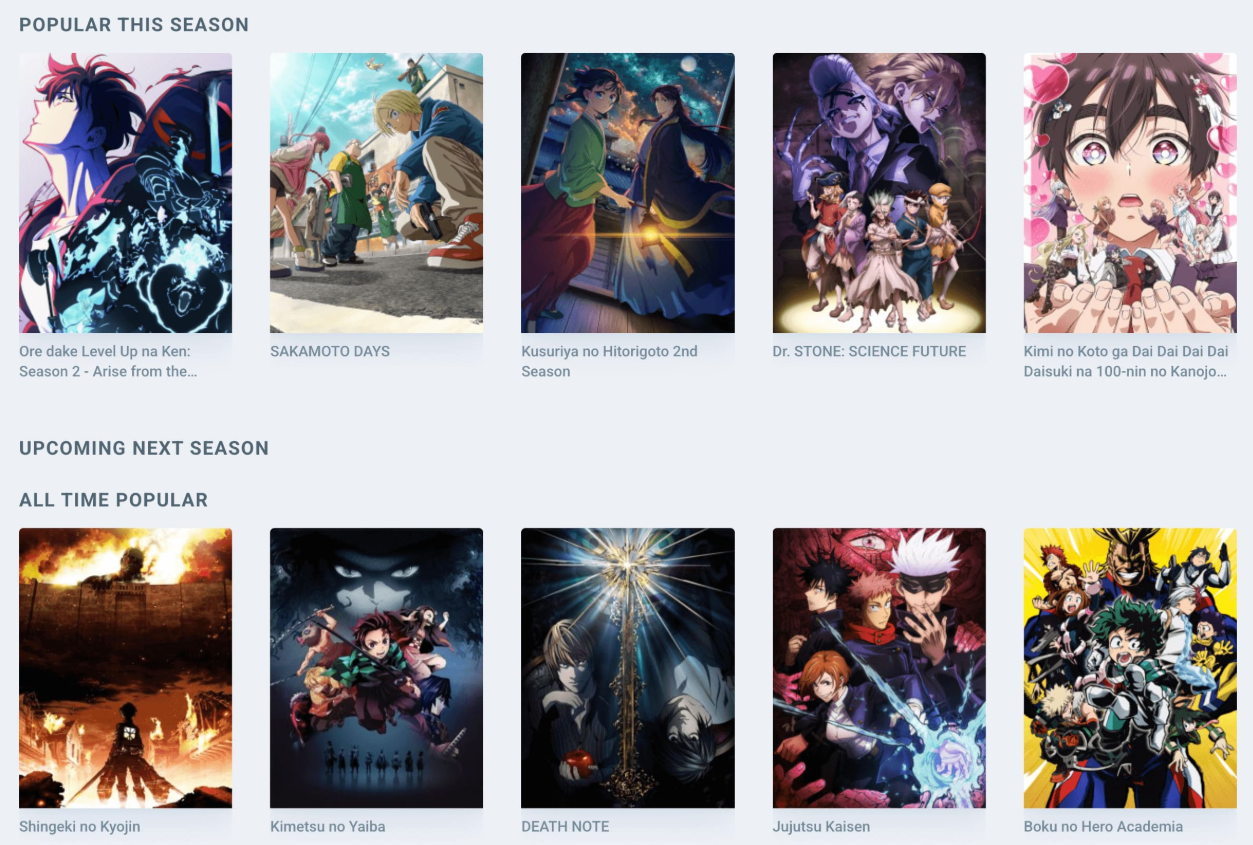 POPULAR THIS SEASON
Ore dake Level Up na Ken:
Season 2 - Arise from the...
SAKAMOTO DAYS
Kusuriya no Hitorigoto 2nd
Season
Dr. STONE: SCIENCE FUTURE
Kimi no Koto ga Dai Dai Dai Dai
Daisuki na 100-nin no Kanojo...
UPCOMING NEXT SEASON
ALL TIME POPULAR
Shingeki no Kyojin
Kimetsu no Yaiba
DEATH NOTE
Jujutsu Kaisen
Boku no Hero Academia